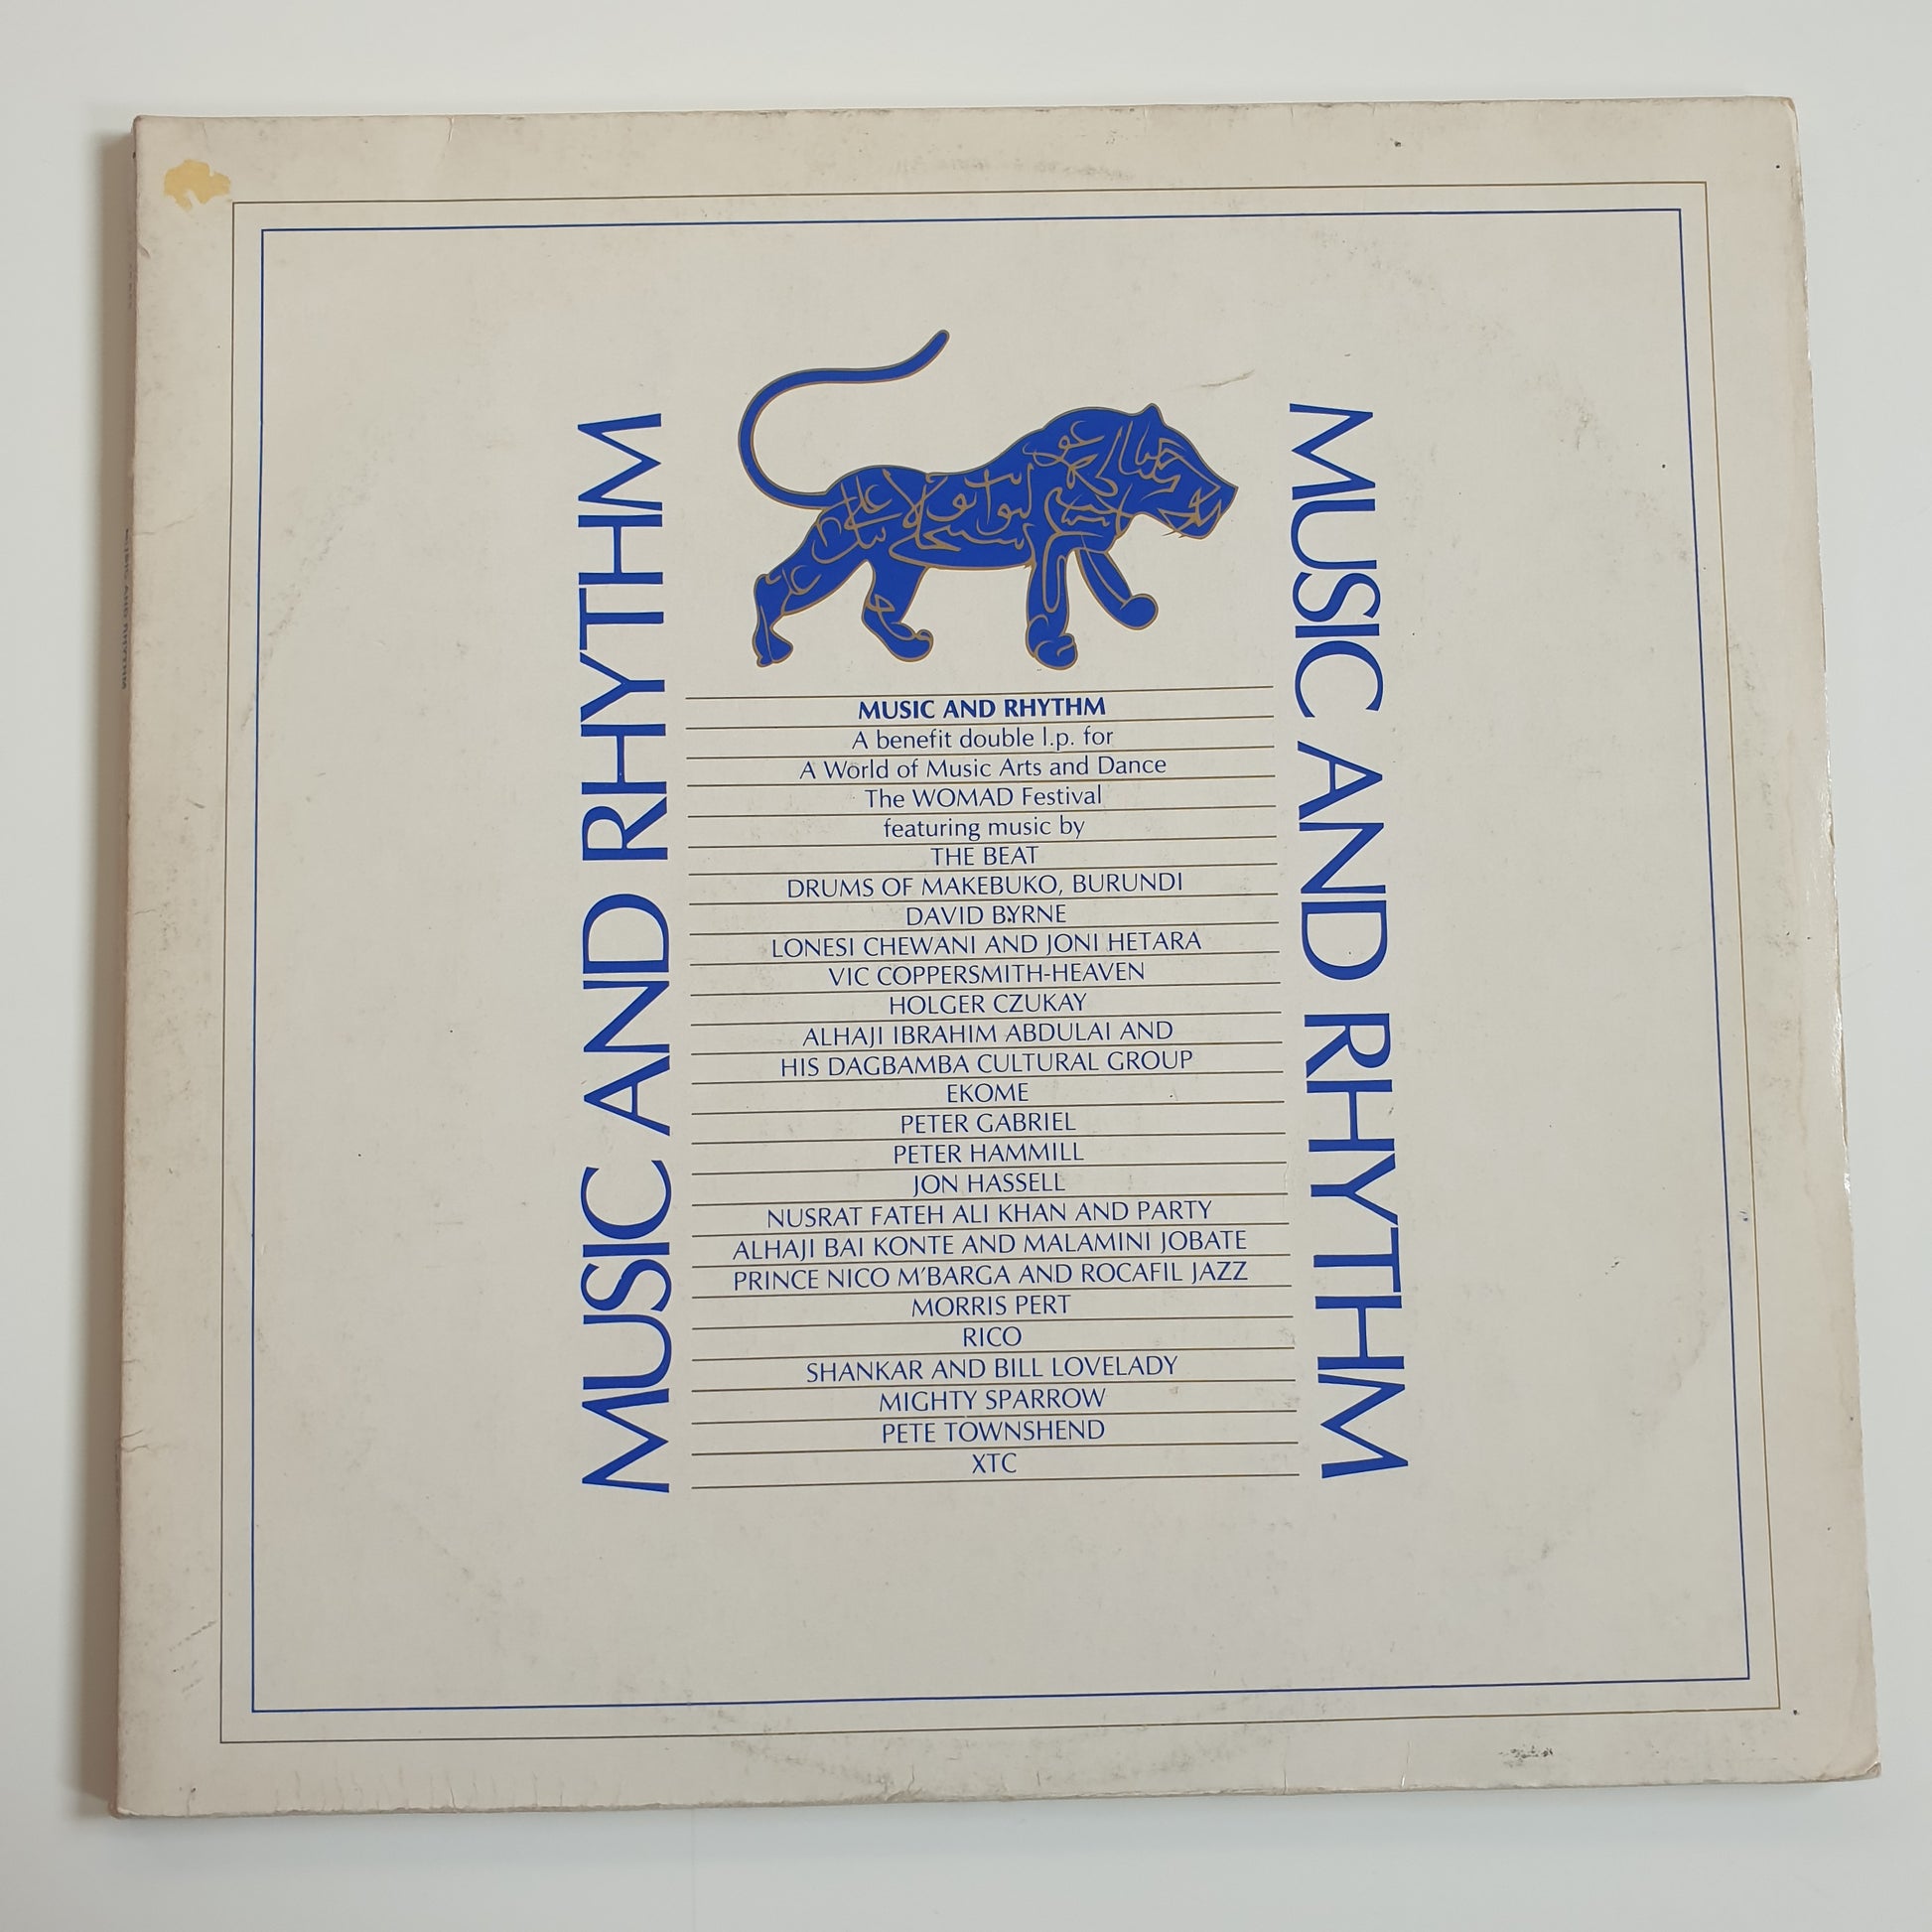 MUSIC AND RHYTHM
MUSIC AND RHYTHM
MUSIC AND RHYTHM
A benefit double l.p. for
A World of Music Arts and Dance
The WOMAD Festival
featuring music by
THE BEAT
DRUMS OF MAKEBUKO, BURUNDI
DAVID BYRNE
LONESI CHEWANI AND JONI HETARA
VIC COPPERSMITH-HEAVEN
HOLGER CZUKAY
ALHAJI IBRAHIM ABDULAI AND
HIS DAGBAMBA CULTURAL GROUP
EKOME
PETER GABRIEL
PETER HAMMILL
JON HASSELL
NUSRAT FATEH ALI KHAN AND PARTY
ALHAJI BAI KONTE AND MALAMINI JOBATE
PRINCE NICO M'BARGA AND ROCAFIL JAZZ
MORRIS PERT
RICO
SHANKAR AND BILL LOVELADY
MIGHTY SPARROW
PETE TOWNSHEND
XTC
MUSIC AND RHYTHM